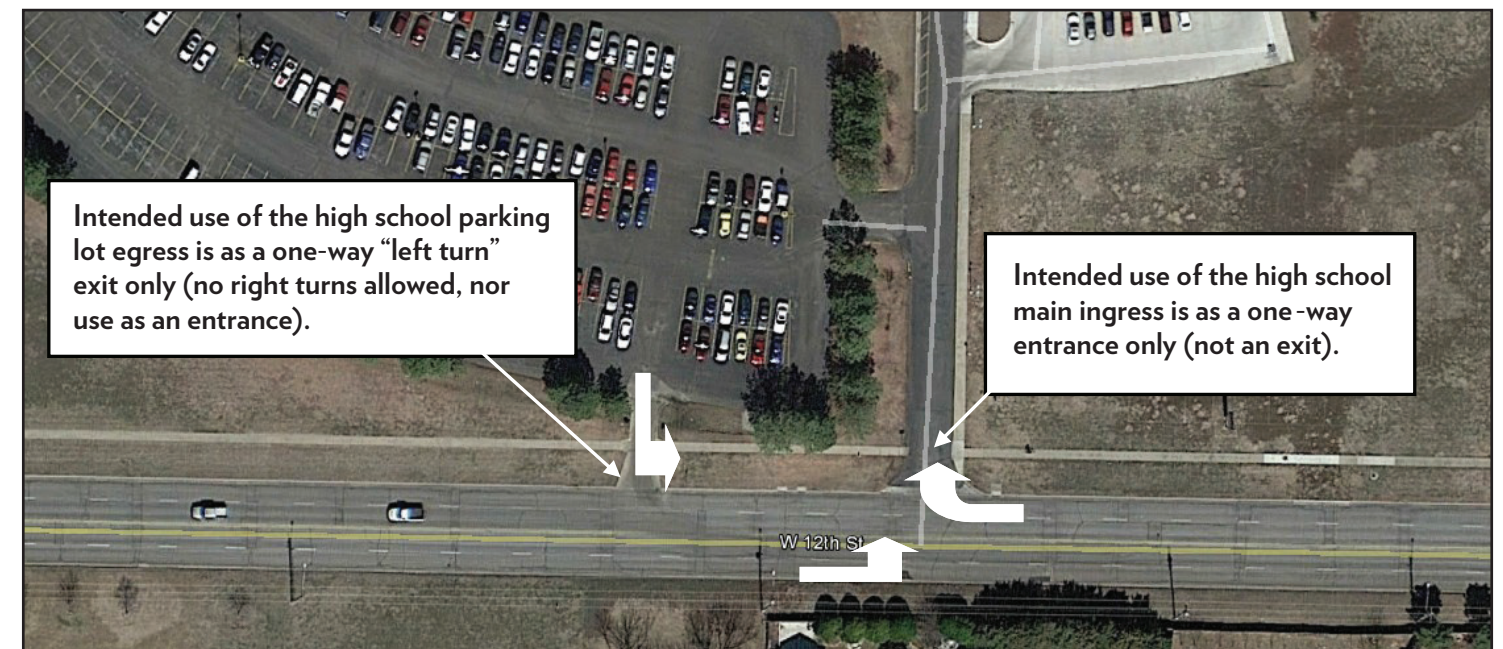 Intended use of the high school parking
lot egress is as a one-way “left turn”
exit only (no right turns allowed, nor
use as an entrance).
Intended use of the high school
main ingress is as a one-way
entrance only (not an exit).
W 12th St